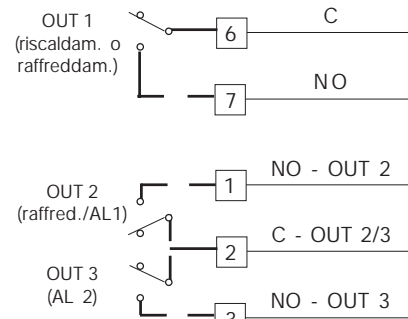 OUT 1
(riscaldam. o
raffreddam.)
6
C
7
NO
OUT 2
(raffred./AL1)
1
NO - OUT 2
2
C - OUT 2/3
OUT 3
(AL 2)
3
NO - OUT 3